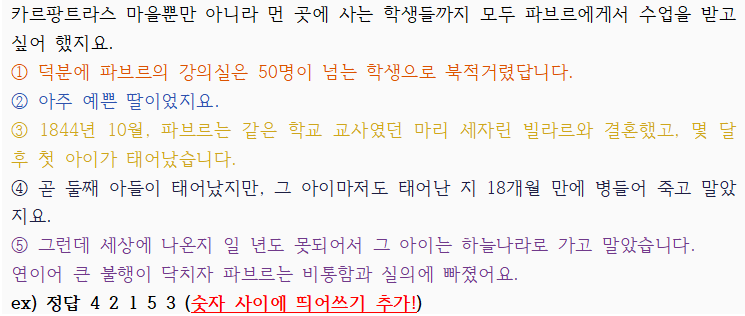 카르팡트라스 마을뿐만 아니라 먼 곳에 사는 학생들까지 모두 파브르에게서 수업을 받고
싶어 했지요.
① 덕분에 파브르의 강의실은 50명이 넘는 학생으로 북적거렸답니다.
② 아주 예쁜 딸이었지요.
③ 1844년 10월, 파브르는 같은 학교 교사였던 마리 세자린 빌라르와 결혼했고, 몇 달
후 첫 아이가 태어났습니다.
④ 곧 둘째 아들이 태어났지만, 그 아이마저도 태어난 지 18개월 만에 병들어 죽고 말았
지요.
⑤ 그런데 세상에 나온지 일 년도 못되어서 그 아이는 하늘나라로 가고 말았습니다.
연이어 큰 불행이 닥치자 파브르는 비통함과 실의에 빠졌어요.
ex) 정답 4 2 1 5 3 (숫자 사이에 띄어쓰기 추가!)